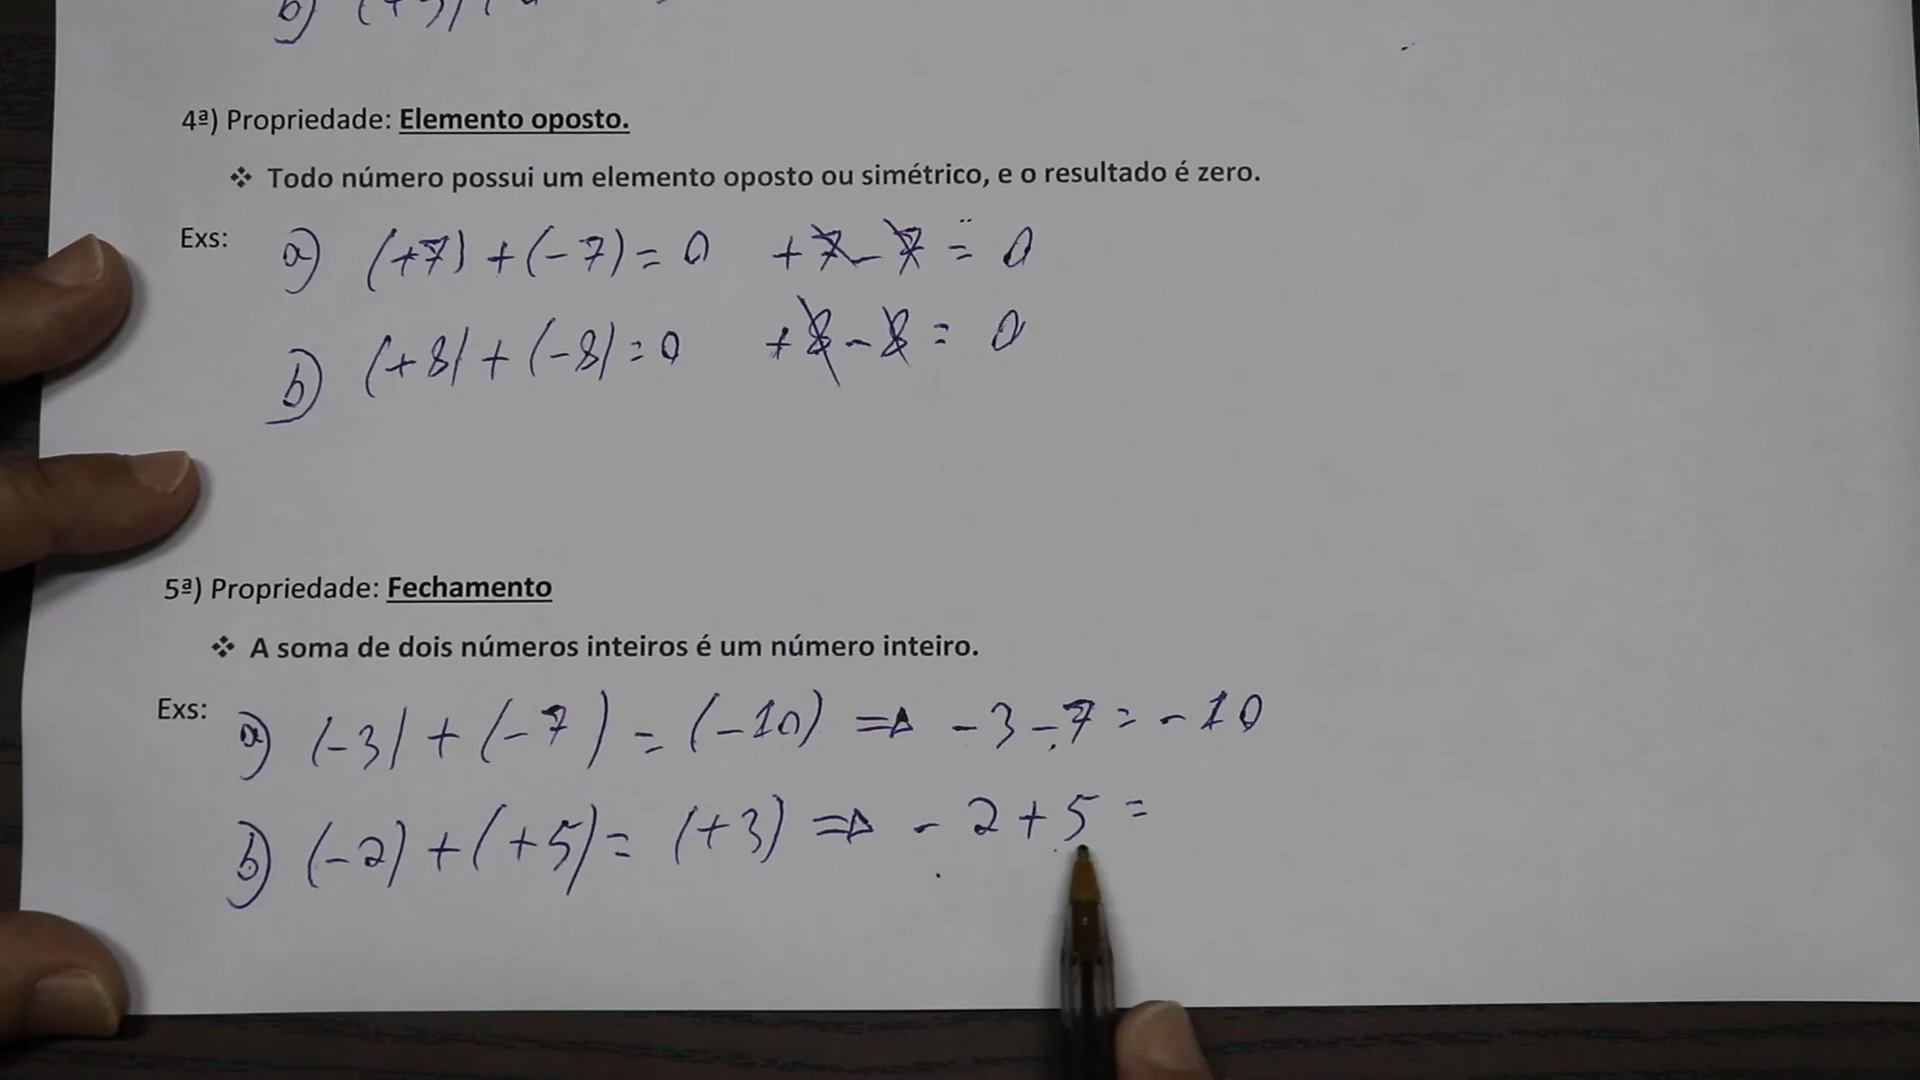 b) (+3)
4ª) Propriedade: Elemento oposto.
❖ Todo número possui um elemento oposto ou simétrico, e o resultado é zero.
Exs: a) (+7) + (-7) = 0 +7 - 7 = 0
b) (+8) + (-8) = 0 +8 - 8 = 0
5ª) Propriedade: Fechamento
❖ A soma de dois números inteiros é um número inteiro.
Exs: a) (-3) + (-7) = (-10) ⇒ -3 - 7 = -10
b) (-2) + (+5) = (+3) ⇒ -2 + 5 =